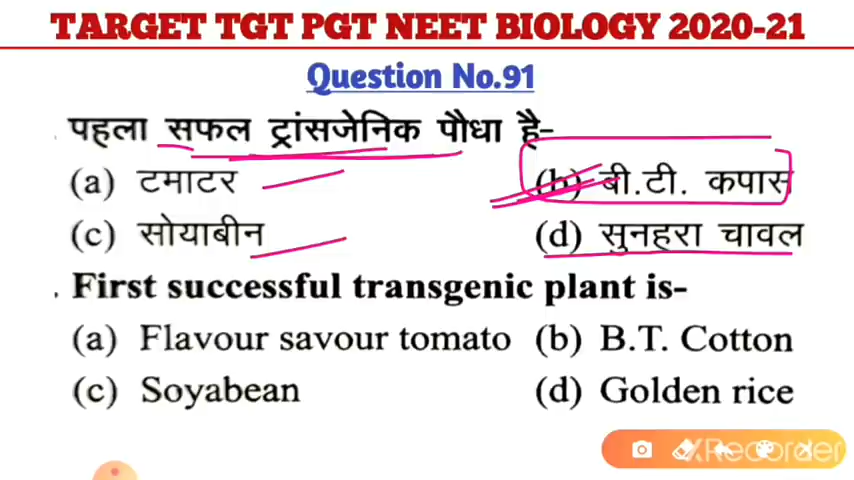 TARGET TGT PGT NEET BIOLOGY 2020-21
Question No.91
पहला सफल ट्रांसजेनिक पौधा है-
(a) टमाटर (b) बी.टी. कपास
(c) सोयाबीन (d) सुनहरा चावल
. First successful transgenic plant is-
(a) Flavour savour tomato (b) B.T. Cotton
(c) Soyabean (d) Golden rice
XRecorder